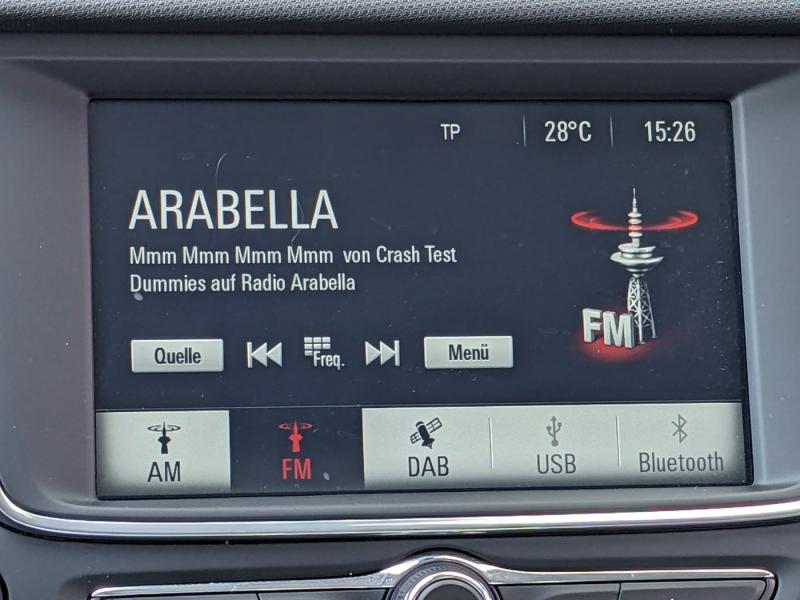 TP 28°C 15:26
ARABELLA
Mmm Mmm Mmm Mmm von Crash Test
Dummies auf Radio Arabella
FM
Quelle Freq. Menü
AM FM DAB USB Bluetooth